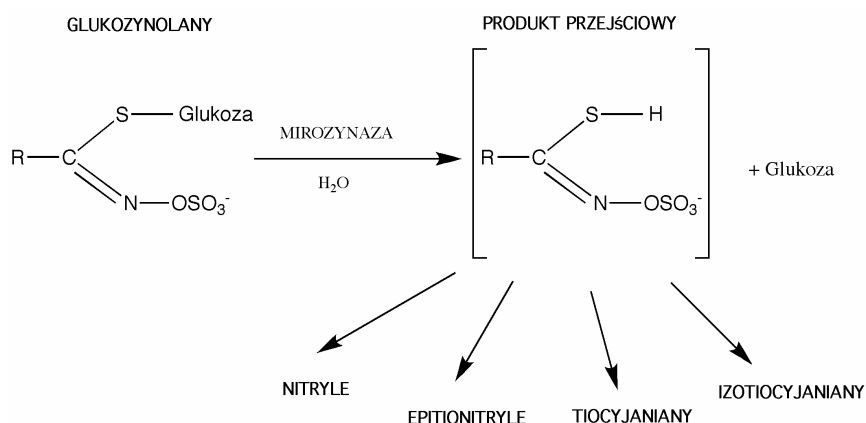 GLUKOZYNOLANY
PRODUKT PRZEJŚCIOWY
S—Glukoza
R—C
N—OSO₃⁻
MIROZYNAZA
H₂O
S—H
R—C
N—OSO₃⁻
+ Glukoza
NITRYLE
EPITIONITRYLE
TIOCYJANIANY
IZOTIOCYJANIANY